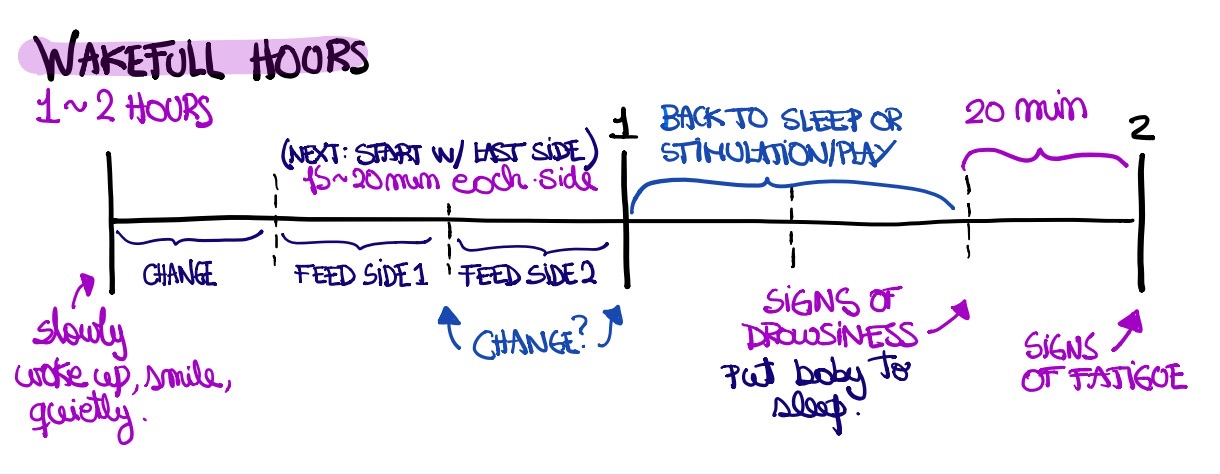 WAKEFULL HOURS
1 ~ 2 HOURS
(NEXT: START W/ LAST SIDE)
15~20 min each side
1
BACK TO SLEEP OR
STIMULATION/PLAY
20 min
2
CHANGE
FEED SIDE 1
FEED SIDE 2
CHANGE?
slowly
woke up, smile,
quietly.
SIGNS OF
DROWSINESS
Put baby to
sleep.
SIGNS
OF FATIGUE